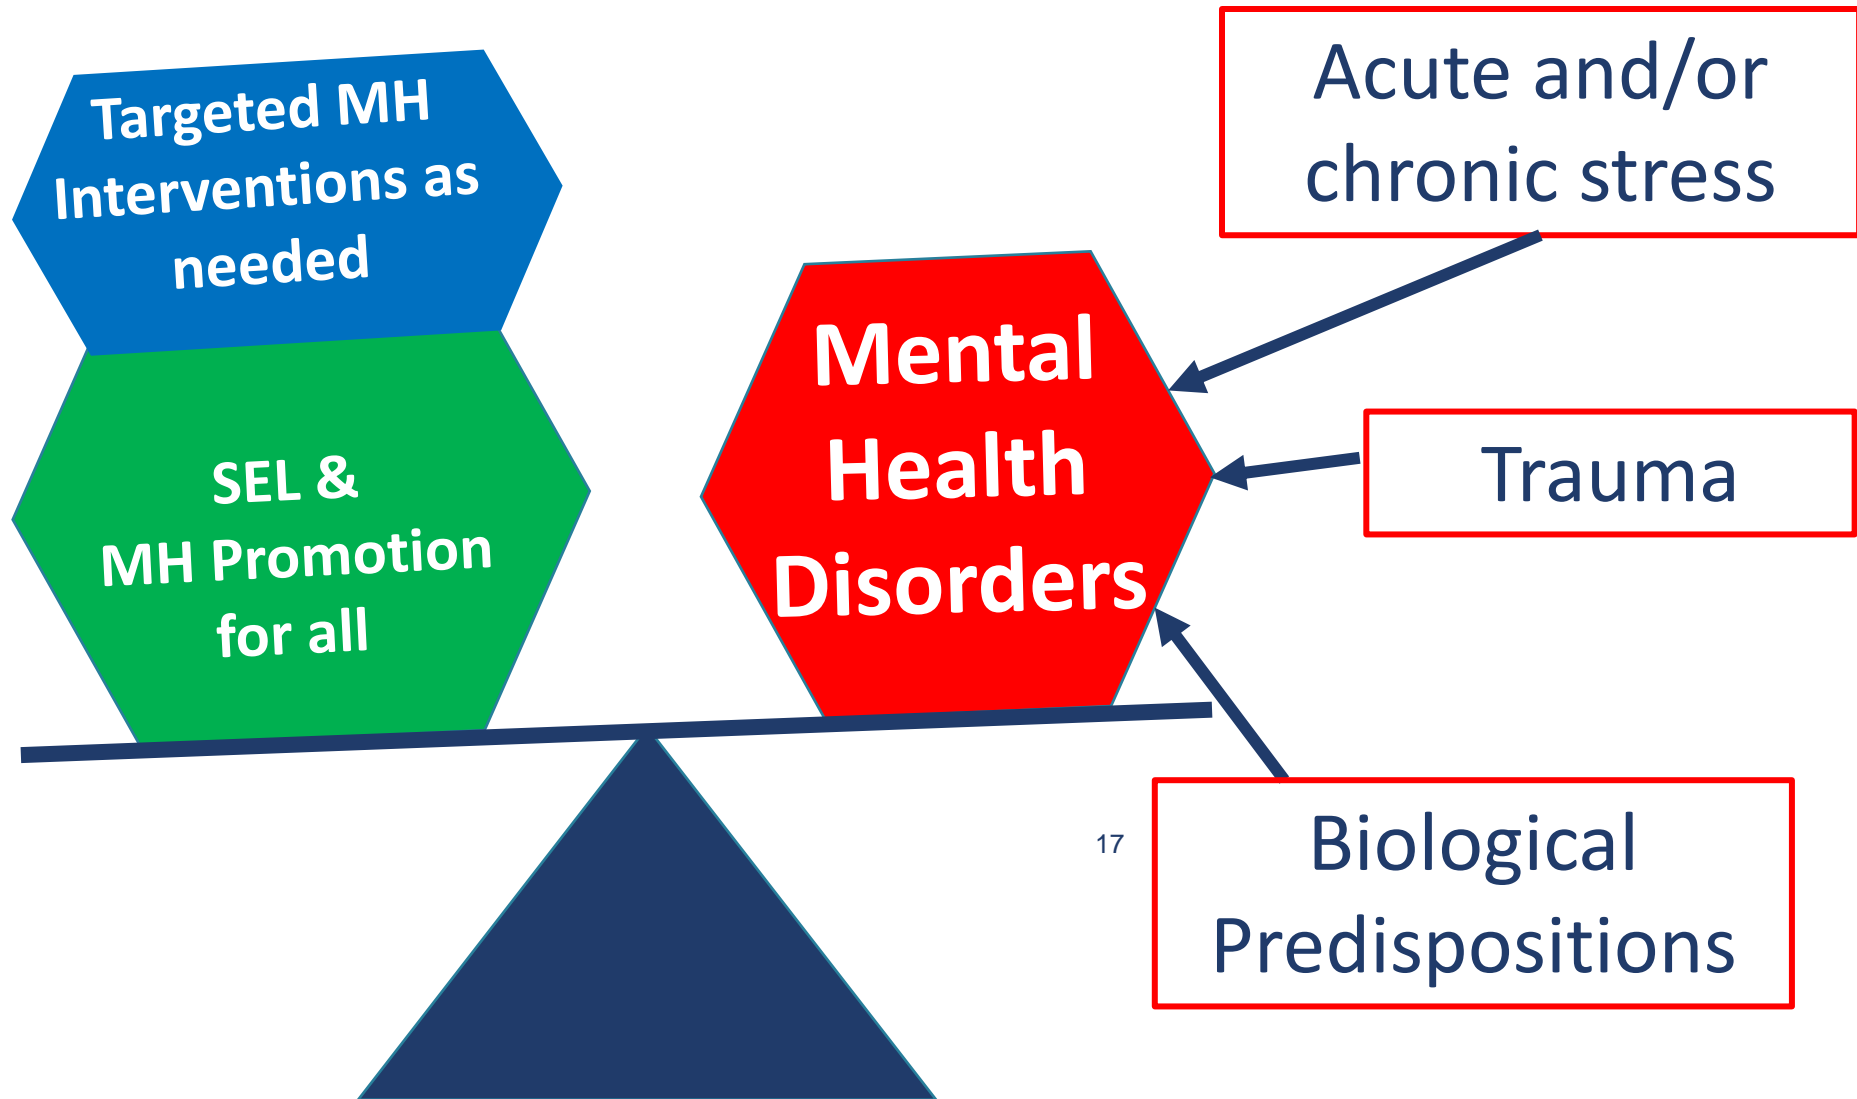 Targeted MH
Interventions as
needed
SEL &
MH Promotion
for all
Mental
Health
Disorders
Acute and/or
chronic stress
Trauma
Biological
Predispositions
17